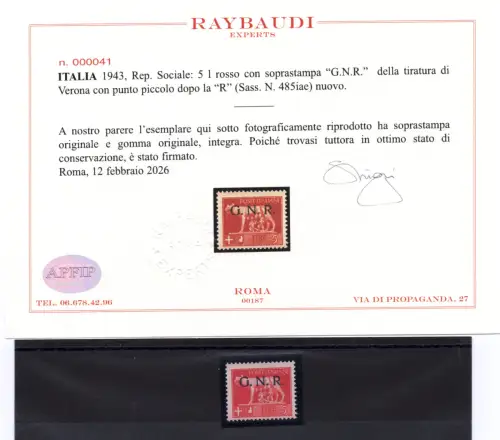 RAYBAUDI
EXPERTS
n. 000041
ITALIA 1943, Rep. Sociale: 5 l rosso con soprastampa “G.N.R.” della tiratura di
Verona con punto piccolo dopo la “R” (Sass. N. 485iae) nuovo.
A nostro parere l’esemplare qui sotto fotograficamente riprodotto ha soprastampa
originale e gomma originale, integra. Poiché trovasi tuttora in ottimo stato di
conservazione, è stato firmato.
Roma, 12 febbraio 2026
G.N.R.
APFIP
ROMA
TEL. 06.678.42.96
00187
VIA DI PROPAGANDA, 27
G.N.R.